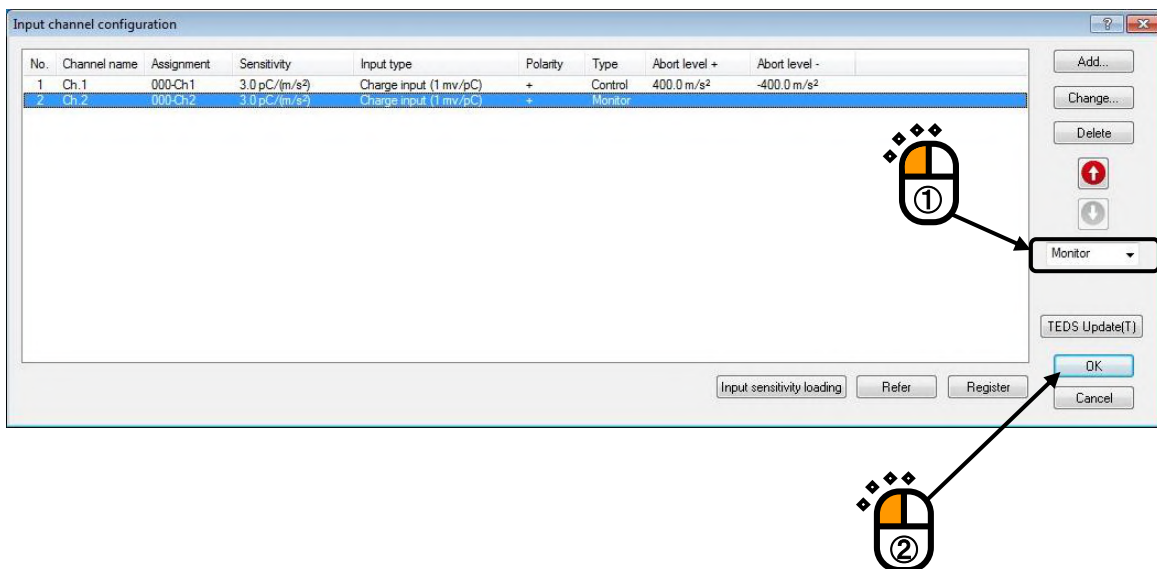 Input channel configuration
No. Channel name Assignment Sensitivity Input type Polarity Type Abort level + Abort level -
1 Ch.1 000-Ch1 3.0 pC/(m/s²) Charge input (1 mv/pC) + Control 400.0 m/s² -400.0 m/s²
2 Ch.2 000-Ch2 3.0 pC/(m/s²) Charge input (1 mv/pC) + Monitor
Add...
Change...
Delete
①
Monitor
TEDS Update(T)
OK
Input sensitivity loading Refer Register
Cancel
②